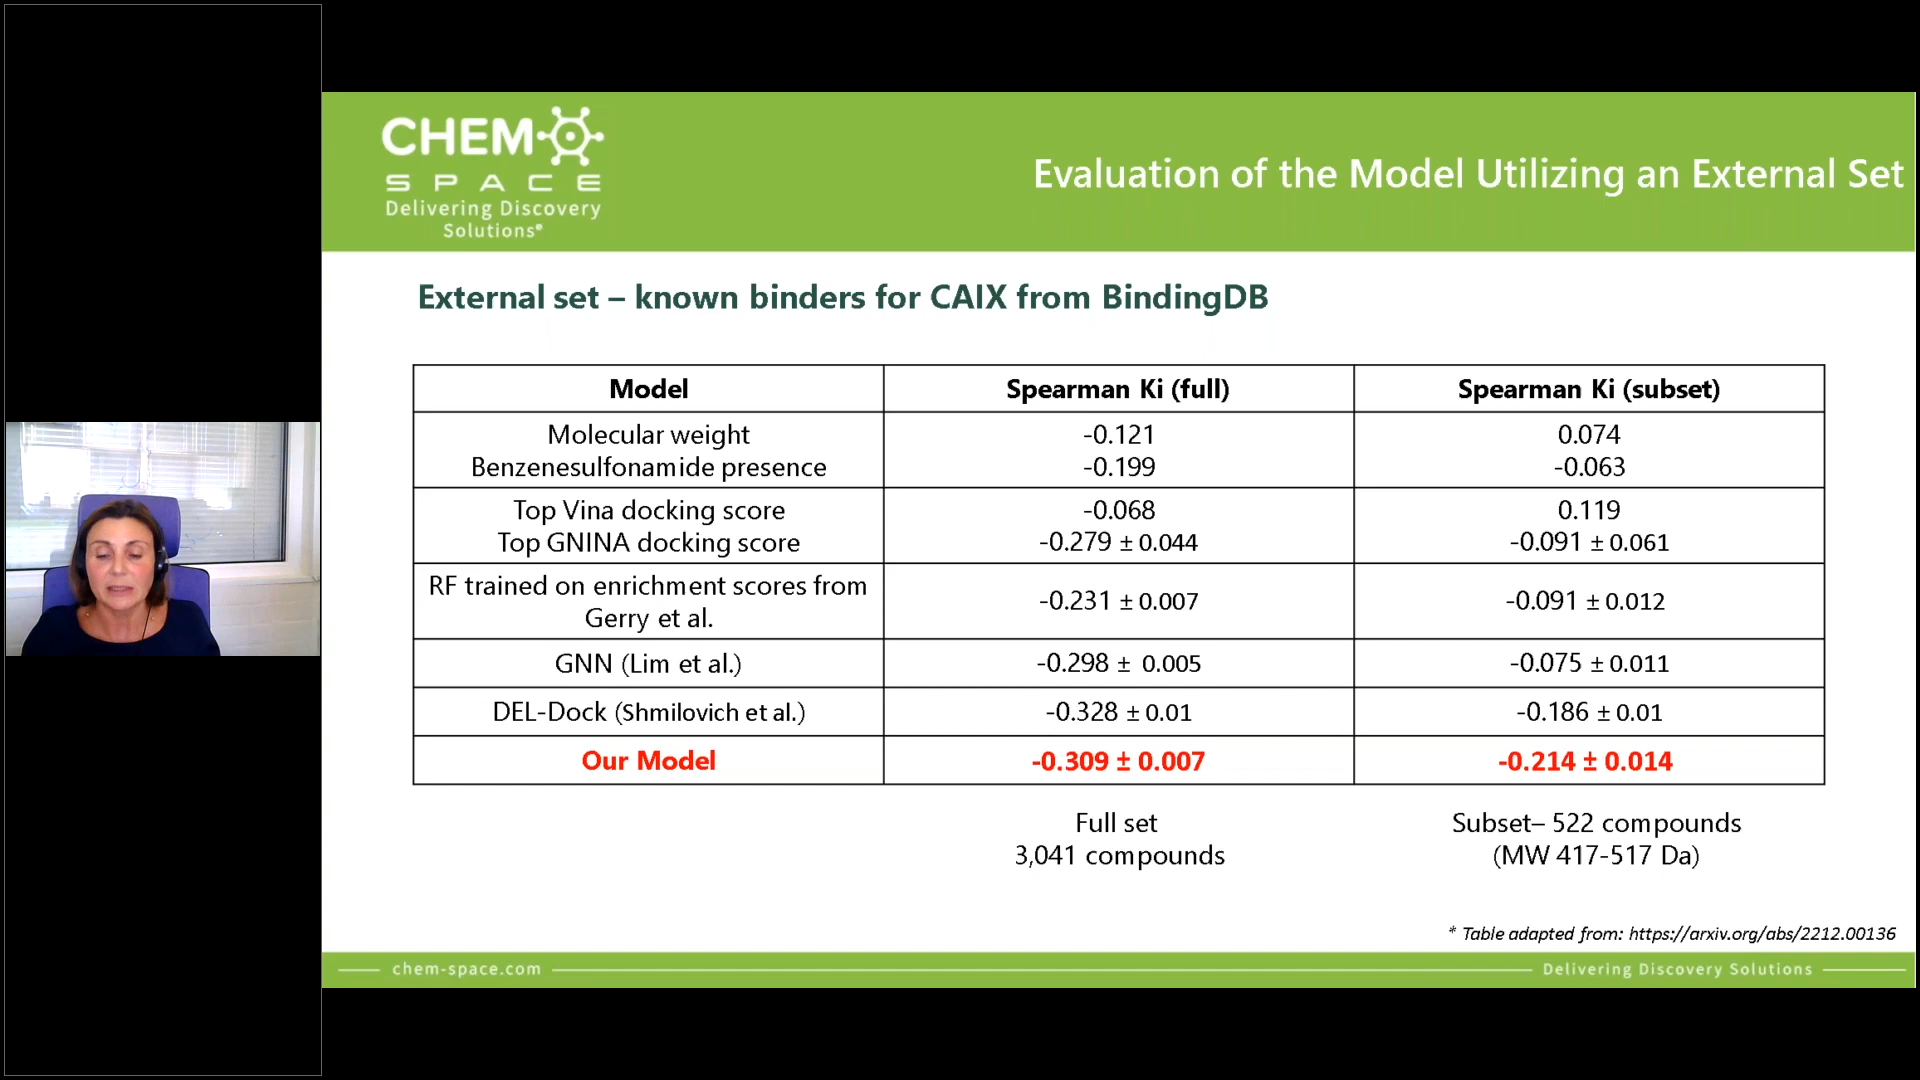 CHEM
SPACE
Delivering Discovery
Solutions®
Evaluation of the Model Utilizing an External Set
External set – known binders for CAIX from BindingDB
Model Spearman Ki (full) Spearman Ki (subset)
Molecular weight -0.121 0.074
Benzenesulfonamide presence -0.199 -0.063
Top Vina docking score -0.068 0.119
Top GNINA docking score -0.279 ± 0.044 -0.091 ± 0.061
RF trained on enrichment scores from
Gerry et al. -0.231 ± 0.007 -0.091 ± 0.012
GNN (Lim et al.) -0.298 ± 0.005 -0.075 ± 0.011
DEL-Dock (Shmilovich et al.) -0.328 ± 0.01 -0.186 ± 0.01
Our Model -0.309 ± 0.007 -0.214 ± 0.014
Full set
3,041 compounds
Subset– 522 compounds
(MW 417-517 Da)
* Table adapted from: https://arxiv.org/abs/2212.00136
chem-space.com
Delivering Discovery Solutions